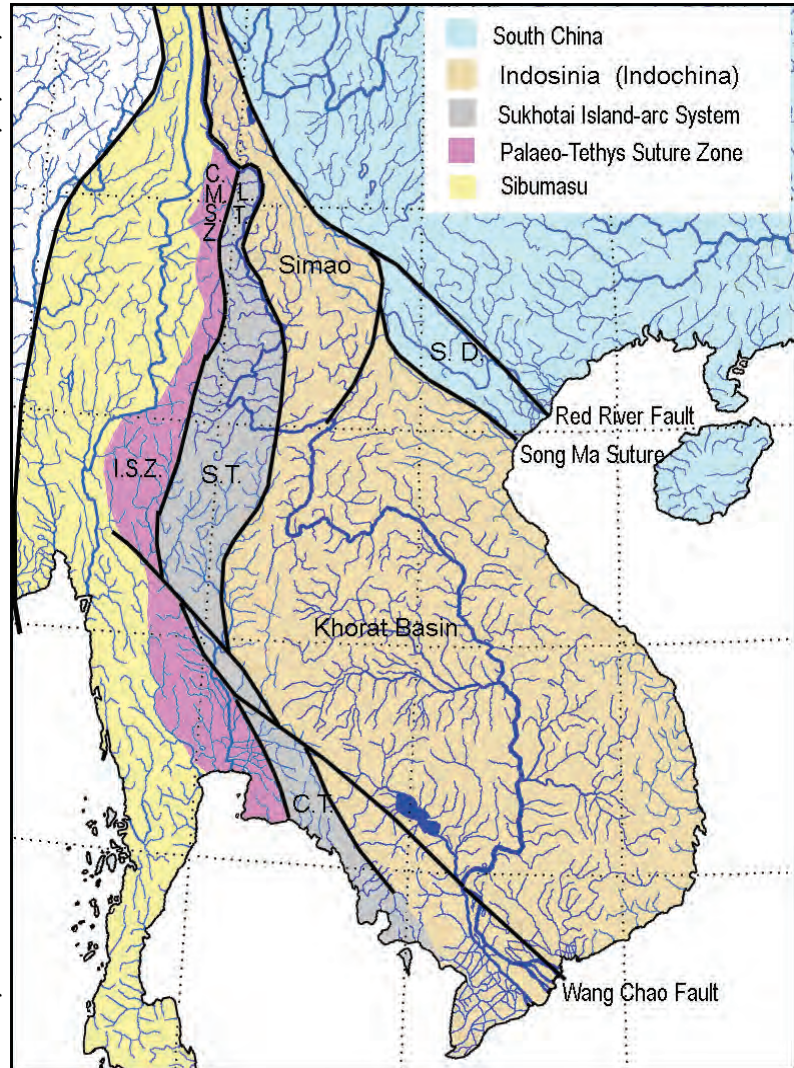 South China
Indosinia (Indochina)
Sukhotai Island-arc System
Palaeo-Tethys Suture Zone
Sibumasu
C.
M.
S.
Z.
L.
T.
Simao
S. D.
Red River Fault
Song Ma Suture
I.S.Z.
S.T.
Khorat Basin
C.T.
Wang Chao Fault